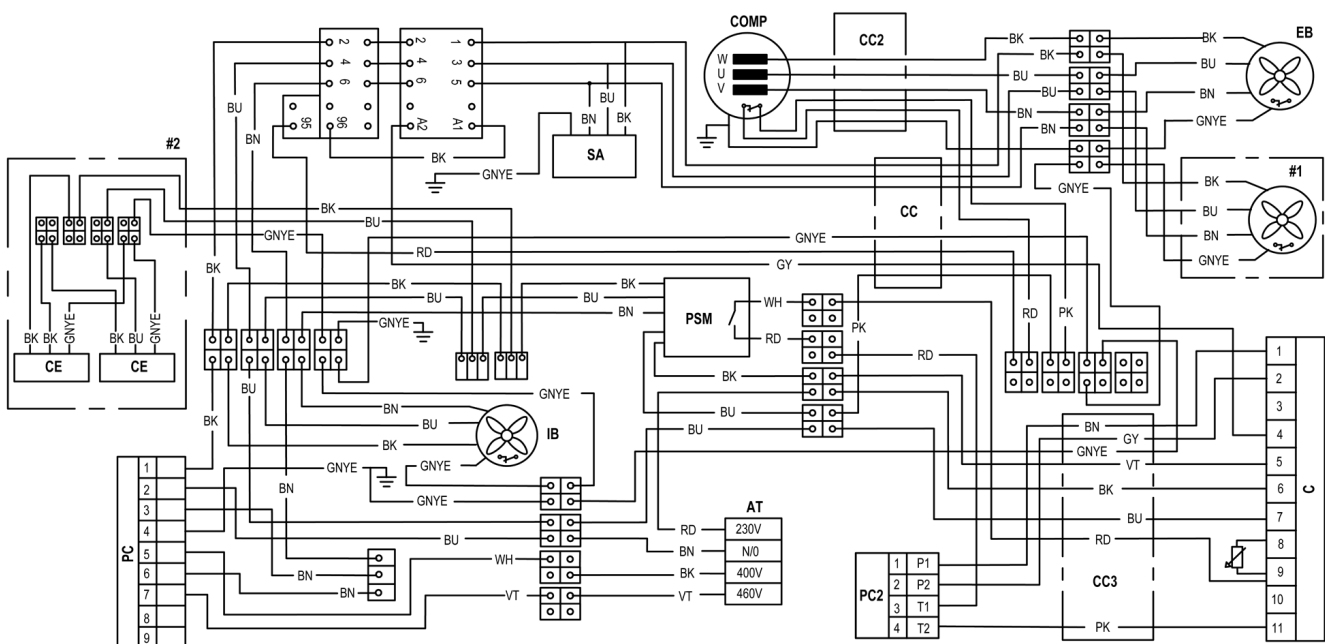 COMP
CC2
EB
BK
BK
BK
BU
BU
BU
BN
BN
BN
GNYE
GNYE
W
U
V
2
4
6
95
96
2
4
6
A2
1
3
5
A1
BK
BN
BU
BK
SA
GNYE
BU
BN
#2
#1
BK
BU
BN
GNYE
CC
BK
BU
GNYE
RD
GNYE
GY
BK
BK
BU
BN
BK
BU
GNYE
PSM
WH
RD
PK
RD
RD
PK
BK
BK
GNYE
BK
BU
GNYE
CE
CE
BK
BU
BU
BU
BK
BN
BU
BK
GNYE
IB
GNYE
GNYE
GNYE
BN
BN
GY
GNYE
VT
BK
BU
RD
PK
CC3
C
1
2
3
4
5
6
7
8
9
10
11
PC
1
2
3
4
5
6
7
8
9
BU
BN
BN
WH
VT
AT
RD
230V
BN
N/0
BK
400V
VT
460V
PC2
1 P1
2 P2
3 T1
4 T2